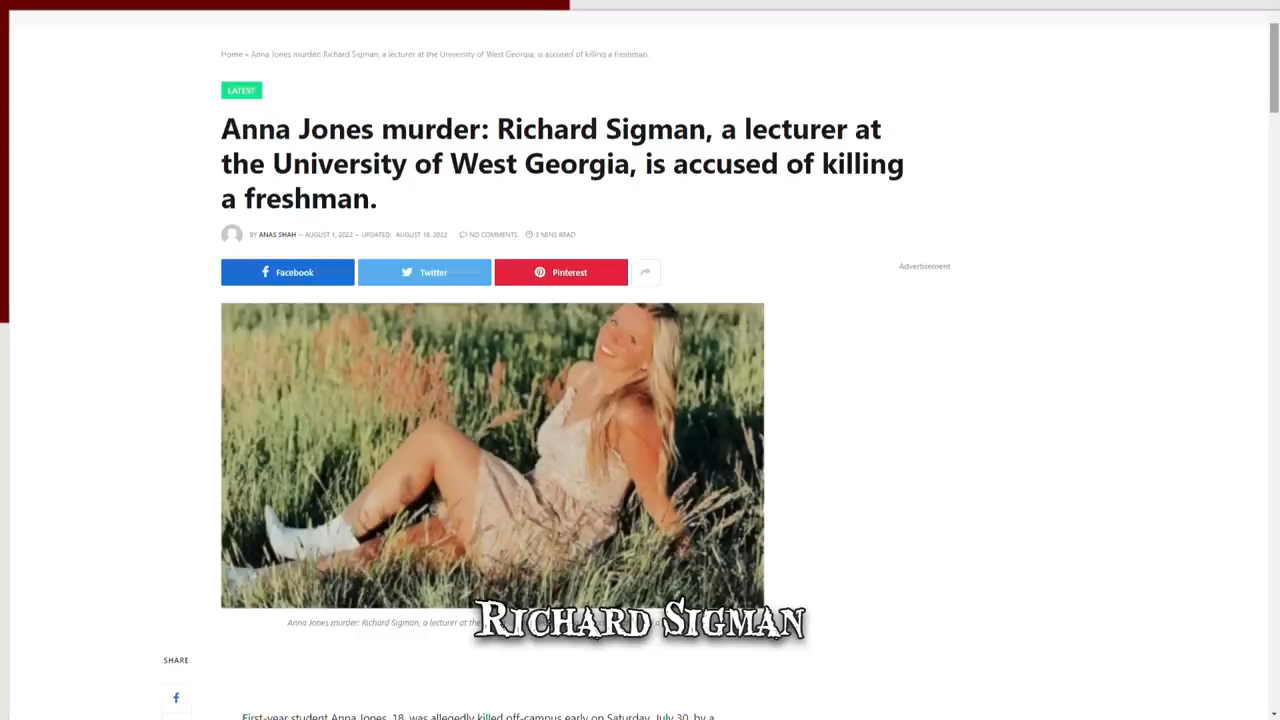 Home » Anna Jones murder: Richard Sigman, a lecturer at the University of West Georgia, is accused of killing a freshman.
LATEST
Anna Jones murder: Richard Sigman, a lecturer at
the University of West Georgia, is accused of killing
a freshman.
BY ANAS SHAH – AUGUST 1, 2022 – UPDATED: AUGUST 18, 2022 NO COMMENTS 3 MINS READ
Facebook Twitter Pinterest
Advertisement
Anna Jones murder: Richard Sigman, a lecturer at the
RICHARD SIGMAN
SHARE
First-year student Anna Jones, 18, was allegedly killed off-campus early on Saturday, July 30, by a